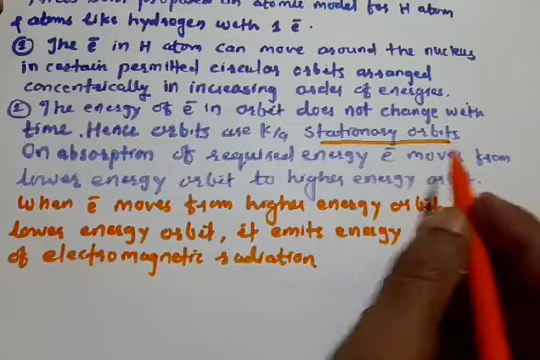 proposed an atomic model for H atom
& atoms like hydrogen with 1 ē.
① The ē in H atom can move around the nucleus
in certain permitted circular orbits arranged
concentrically in increasing order of energies.
② The energy of ē in orbit does not change with
time. Hence orbits are k/a stationary orbits
On absorption of required energy ē moves from
lower energy orbit to higher energy orbit.
When ē moves from higher energy orbit
lower energy orbit, it emits energy
of electromagnetic radiation